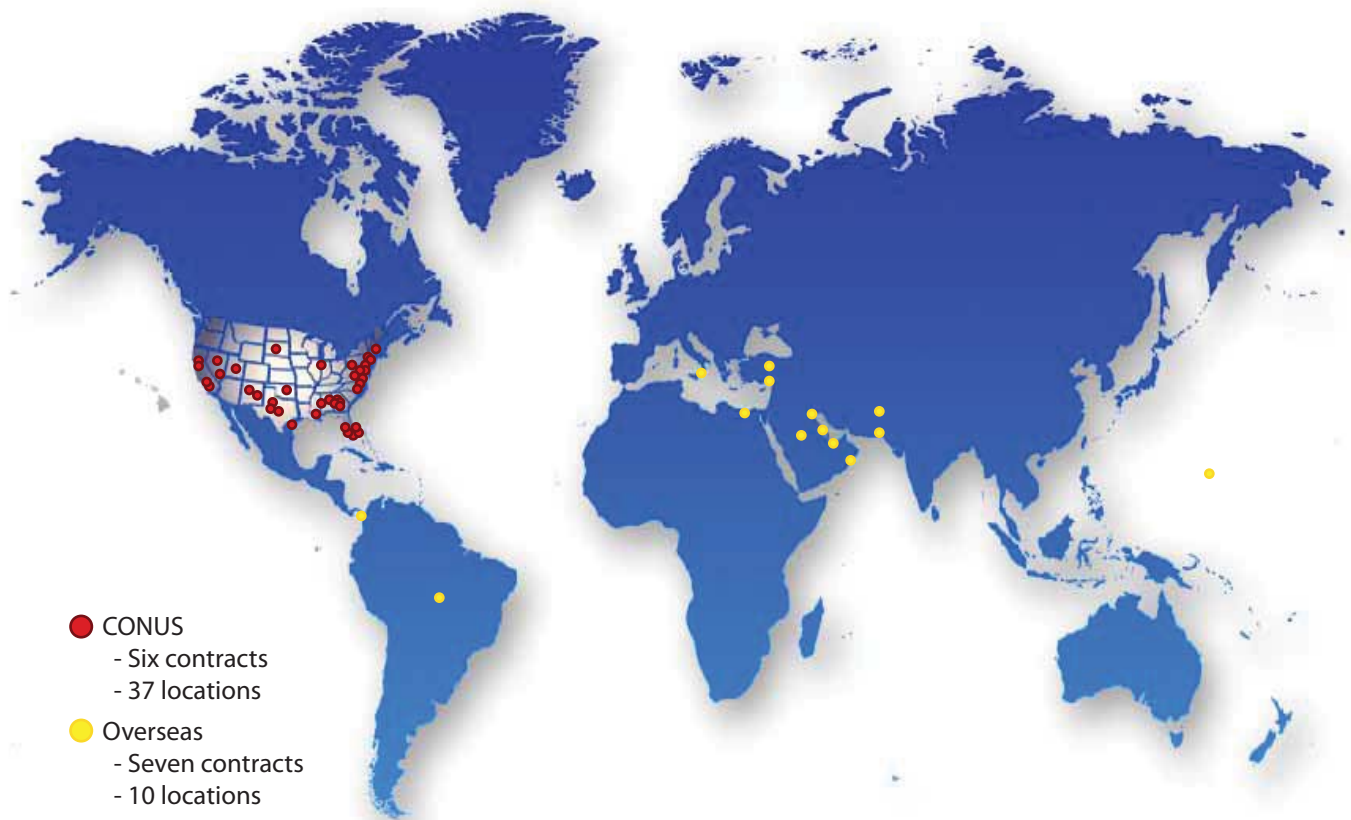 CONUS
- Six contracts
- 37 locations
Overseas
- Seven contracts
- 10 locations